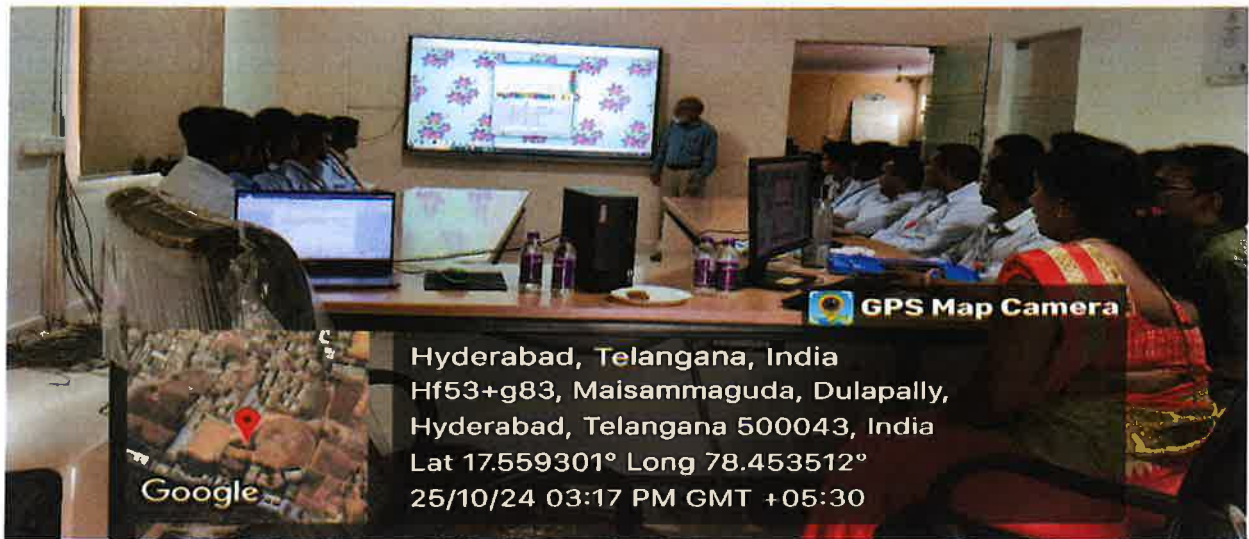 GPS Map Camera
Hyderabad, Telangana, India
Hf53+g83, Maisammaguda, Dulapally,
Hyderabad, Telangana 500043, India
Lat 17.559301° Long 78.453512°
25/10/24 03:17 PM GMT +05:30
Google